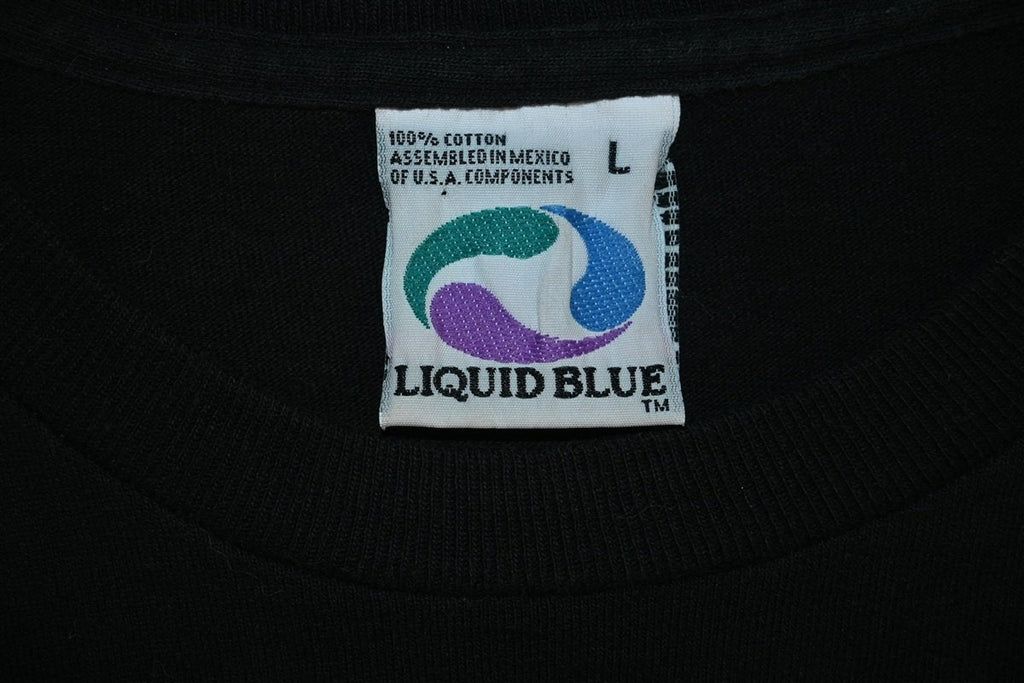 100% COTTON
ASSEMBLED IN MEXICO
OF U.S.A. COMPONENTS
L
LIQUID BLUE
TM